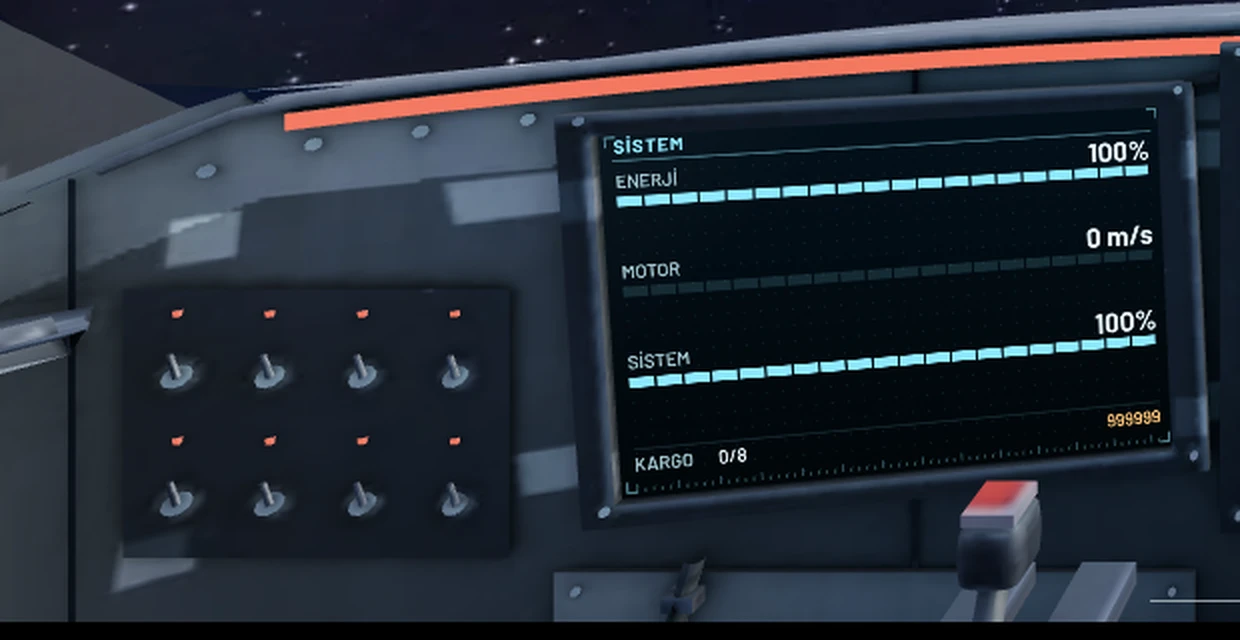 SİSTEM
100%
ENERJİ
0 m/s
MOTOR
100%
SİSTEM
999999
KARGO 0/8